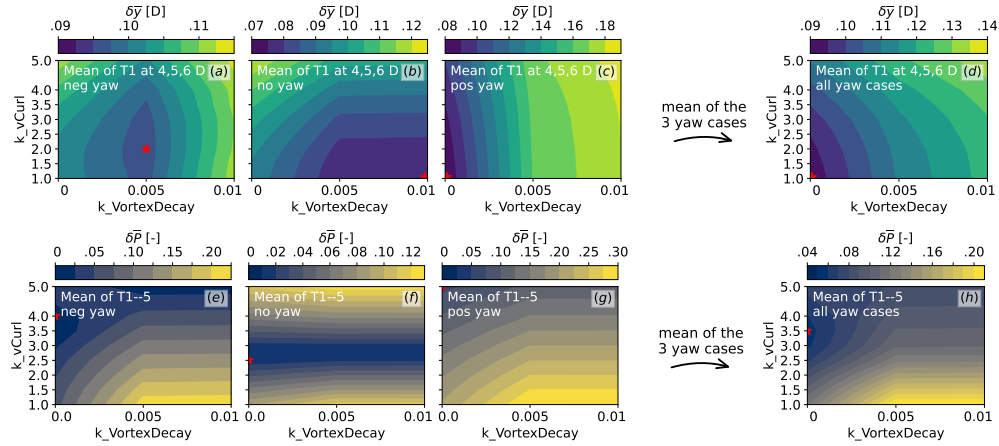 δy [D] δy [D] δy [D] δy [D]
.09 .10 .11 .07 .08 .09 .10 .11 .12 .08 .10 .12 .14 .16 .18 .09 .10 .11 .12 .13 .14
Mean of T1 at 4,5,6 D (a)
neg yaw
Mean of T1 at 4,5,6 D (b)
no yaw
Mean of T1 at 4,5,6 D (c)
pos yaw
mean of the
3 yaw cases
Mean of T1 at 4,5,6 D (d)
all yaw cases
k_vCurl
5.0
4.0
3.5
3.0
2.5
2.0
1.5
1.0
0 0.005 0.01
k_VortexDecay
0 0.005 0.01
k_VortexDecay
0 0.005 0.01
k_VortexDecay
k_vCurl
5.0
4.0
3.5
3.0
2.5
2.0
1.5
1.0
0 0.005 0.01
k_VortexDecay
δP [-] δP [-] δP [-] δP [-]
0 .05 .10 .15 .20 0 .02 .04 .06 .08 .10 .12 0 .05 .10 .15 .20 .25 .30 .04 .08 .12 .16 .20
Mean of T1--5 (e)
neg yaw
Mean of T1--5 (f)
no yaw
Mean of T1--5 (g)
pos yaw
mean of the
3 yaw cases
Mean of T1--5 (h)
all yaw cases
k_vCurl
5.0
4.0
3.5
3.0
2.5
2.0
1.5
1.0
0.0 0.005 0.01
k_VortexDecay
0.0 0.005 0.01
k_VortexDecay
0.0 0.005 0.01
k_VortexDecay
k_vCurl
5.0
4.0
3.5
3.0
2.5
2.0
1.5
1.0
0.0 0.005 0.01
k_VortexDecay